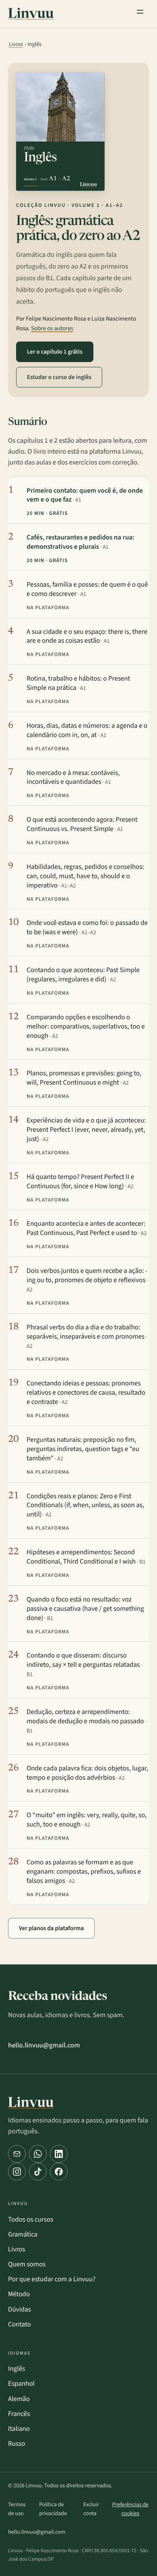 Linvuu
Livros › Inglês
Hello
Inglês
A1 – A2
Linvuu
COLEÇÃO LINVUU · VOLUME 1 · A1–A2
Inglês: gramática
prática, do zero ao A2
Gramática do inglês para quem
fala português, do zero ao A2 e os primeiros
passos do B1. Cada capítulo parte de um
hábito do português que o inglês não
aceita.
Por Felipe Nascimento Rosa e Luiza Nascimento
Rosa. Sobre os autores
Ler o capítulo 1 grátis
Estudar o curso de inglês
Sumário
Os capítulos 1 e 2 estão abertos para leitura, como
estão. O livro inteiro está na plataforma Linvuu,
junto das aulas e dos exercícios com correção.
1 Primeiro contato: quem você é, de onde
vem e o que faz · A1
20 MIN · GRÁTIS
2 Cafés, restaurantes e pedidos na rua:
demonstrativos e plurais · A1
20 MIN · GRÁTIS
3 Pessoas, família e posses: de quem é o quê
e como descrever · A1
NA PLATAFORMA
4 A sua cidade e o seu espaço: there is, there
are e onde as coisas estão · A1
NA PLATAFORMA
5 Rotina, trabalho e hábitos: o Present
Simple na prática · A1
NA PLATAFORMA
6 Horas, dias, datas e números: a agenda e o
calendário com in, on, at · A1
NA PLATAFORMA
7 No mercado e à mesa: contáveis,
incontáveis e quantidades · A1
NA PLATAFORMA
8 O que está acontecendo agora: Present
Continuous vs. Present Simple · A1
NA PLATAFORMA
9 Habilidades, regras, pedidos e conselhos:
can, could, must, have to, should e o
imperativo · A1–A2
NA PLATAFORMA
10 Onde você estava e como foi: o passado de
to be (was e were) · A1–A2
NA PLATAFORMA
11 Contando o que aconteceu: Past Simple
(regulares, irregulares e did) · A2
NA PLATAFORMA
12 Comparando opções e escolhendo o
melhor: comparativos, superlativos, too e
enough · A2
NA PLATAFORMA
13 Planos, promessas e previsões: going to,
will, Present Continuous e might · A2
NA PLATAFORMA
14 Experiências de vida e o que já aconteceu:
Present Perfect I (ever, never, already, yet,
just) · A2
NA PLATAFORMA
15 Há quanto tempo? Present Perfect II e
Continuous (for, since e How long) · A2
NA PLATAFORMA
16 Enquanto acontecia e antes de acontecer:
Past Continuous, Past Perfect e used to · A2
NA PLATAFORMA
17 Dois verbos juntos e quem recebe a ação: -
ing ou to, pronomes de objeto e reflexivos ·
A2
NA PLATAFORMA
18 Phrasal verbs do dia a dia e do trabalho:
separáveis, inseparáveis e com pronomes ·
A2
NA PLATAFORMA
19 Conectando ideias e pessoas: pronomes
relativos e conectores de causa, resultado
e contraste · A2
NA PLATAFORMA
20 Perguntas naturais: preposição no fim,
perguntas indiretas, question tags e “eu
também” · A2
NA PLATAFORMA
21 Condições reais e planos: Zero e First
Conditionals (if, when, unless, as soon as,
until) · A2
NA PLATAFORMA
22 Hipóteses e arrependimentos: Second
Conditional, Third Conditional e I wish · B1
NA PLATAFORMA
23 Quando o foco está no resultado: voz
passiva e causativa (have / get something
done) · B1
NA PLATAFORMA
24 Contando o que disseram: discurso
indireto, say × tell e perguntas relatadas ·
B1
NA PLATAFORMA
25 Dedução, certeza e arrependimento:
modais de dedução e modais no passado ·
B1
NA PLATAFORMA
26 Onde cada palavra fica: dois objetos, lugar,
tempo e posição dos advérbios · A2
NA PLATAFORMA
27 O “muito” em inglês: very, really, quite, so,
such, too e enough · A2
NA PLATAFORMA
28 Como as palavras se formam e as que
enganam: compostas, prefixos, sufixos e
falsos amigos · A2
NA PLATAFORMA
Ver planos da plataforma
Receba novidades
Novas aulas, idiomas e livros. Sem spam.
hello.linvuu@gmail.com
Linvuu
Idiomas ensinados passo a passo, para quem fala
português.
LINVUU
Todos os cursos
Gramática
Livros
Quem somos
Por que estudar com a Linvuu?
Método
Dúvidas
Contato
IDIOMAS
Inglês
Espanhol
Alemão
Francês
Italiano
Russo
© 2026 Linvuu. Todos os direitos reservados.
Termos de uso
Política de privacidade
Excluir conta
Preferências de cookies
hello.linvuu@gmail.com
Linvuu · Felipe Nascimento Rosa · CNPJ 38.800.034/0001-72 · São
José dos Campos/SP